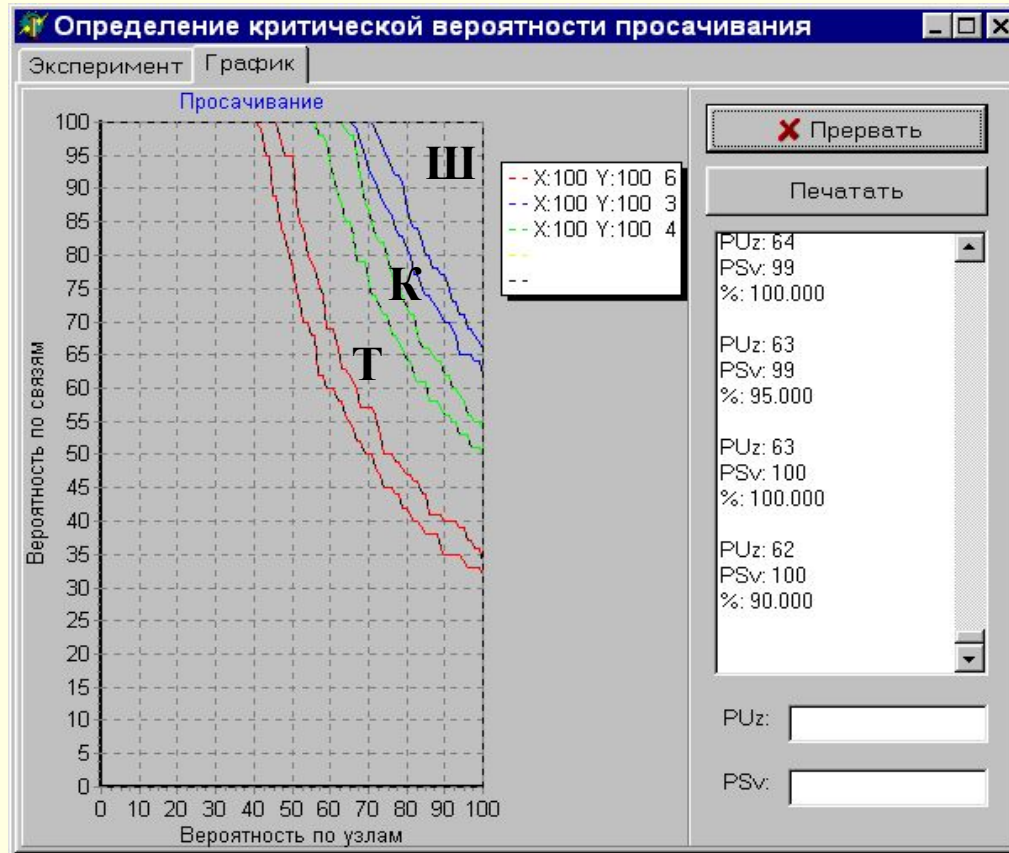 Определение критической вероятности просачивания
Эксперимент График
Просачивание
Вероятность по связям
100
95
90
85
80
75
70
65
60
55
50
45
40
35
30
25
20
15
10
5
0
0 10 20 30 40 50 60 70 80 90 100
Вероятность по узлам
Ш
К
Т
X:100 Y:100 6
X:100 Y:100 3
X:100 Y:100 4
Прервать
Печатать
PUz: 64
PSv: 99
%: 100.000
PUz: 63
PSv: 99
%: 95.000
PUz: 63
PSv: 100
%: 100.000
PUz: 62
PSv: 100
%: 90.000
PUz:
PSv: